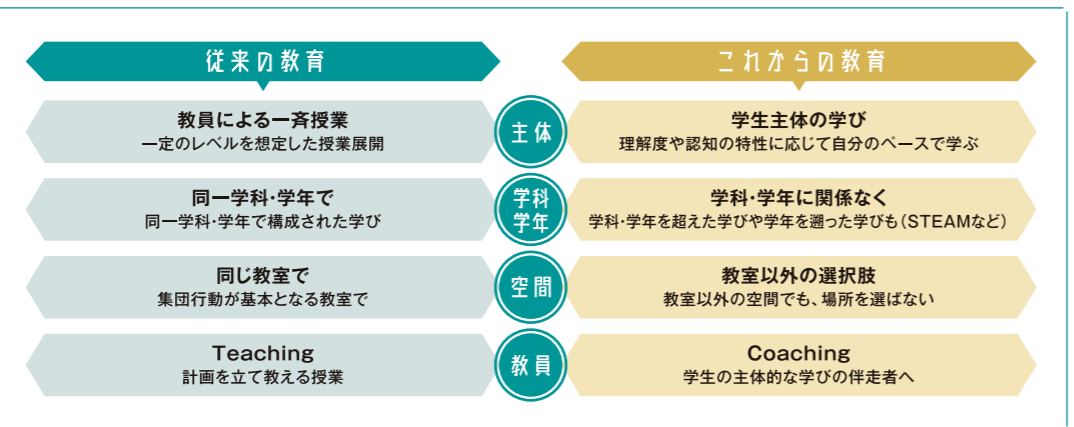 従来の教育
これからの教育
教員による一斉授業
一定のレベルを想定した授業展開
主体
学生主体の学び
理解度や認知の特性に応じて自分のペースで学ぶ
同一学科・学年で
同一学科・学年で構成された学び
学科
学年
学科・学年に関係なく
学科・学年を超えた学びや学年を遡った学びも(STEAMなど)
同じ教室で
集団行動が基本となる教室で
空間
教室以外の選択肢
教室以外の空間でも、場所を選ばない
Teaching
計画を立て教える授業
教員
Coaching
学生の主体的な学びの伴走者へ